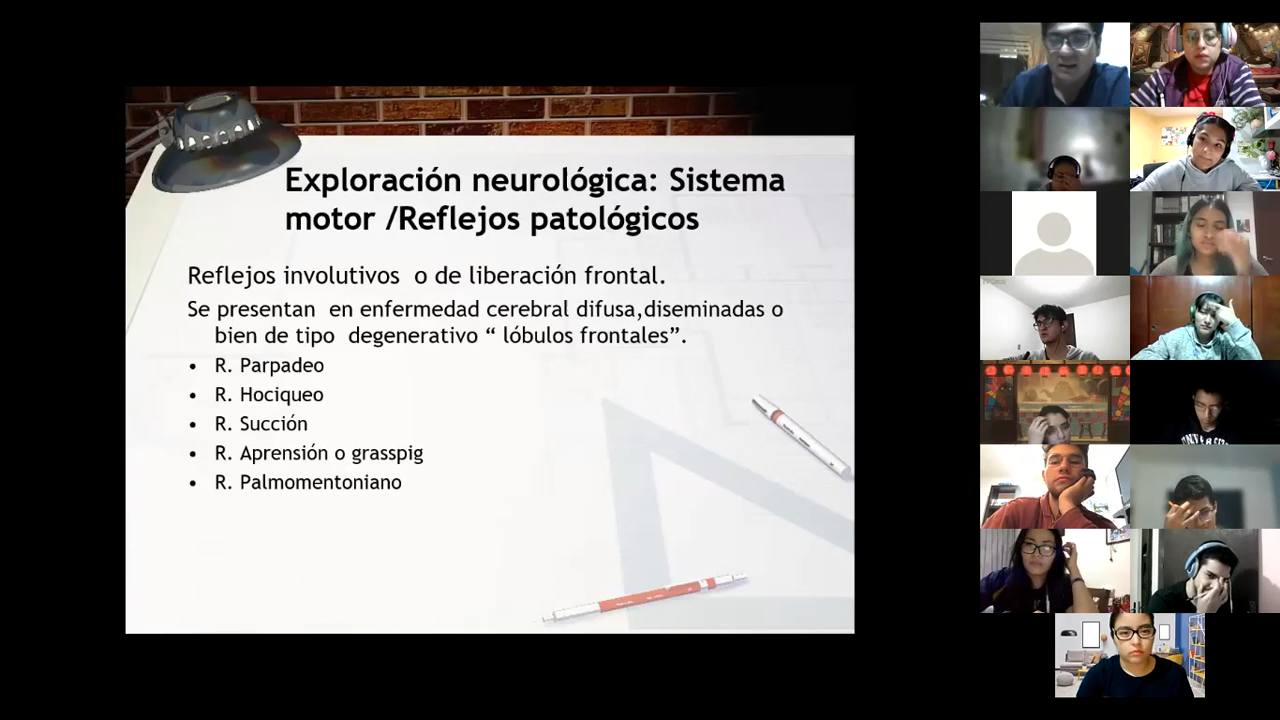 Exploración neurológica: Sistema
motor /Reflejos patológicos
Reflejos involutivos o de liberación frontal.
Se presentan en enfermedad cerebral difusa,diseminadas o
bien de tipo degenerativo “ lóbulos frontales”.
• R. Parpadeo
• R. Hociqueo
• R. Succión
• R. Aprensión o grasspig
• R. Palmomentoniano